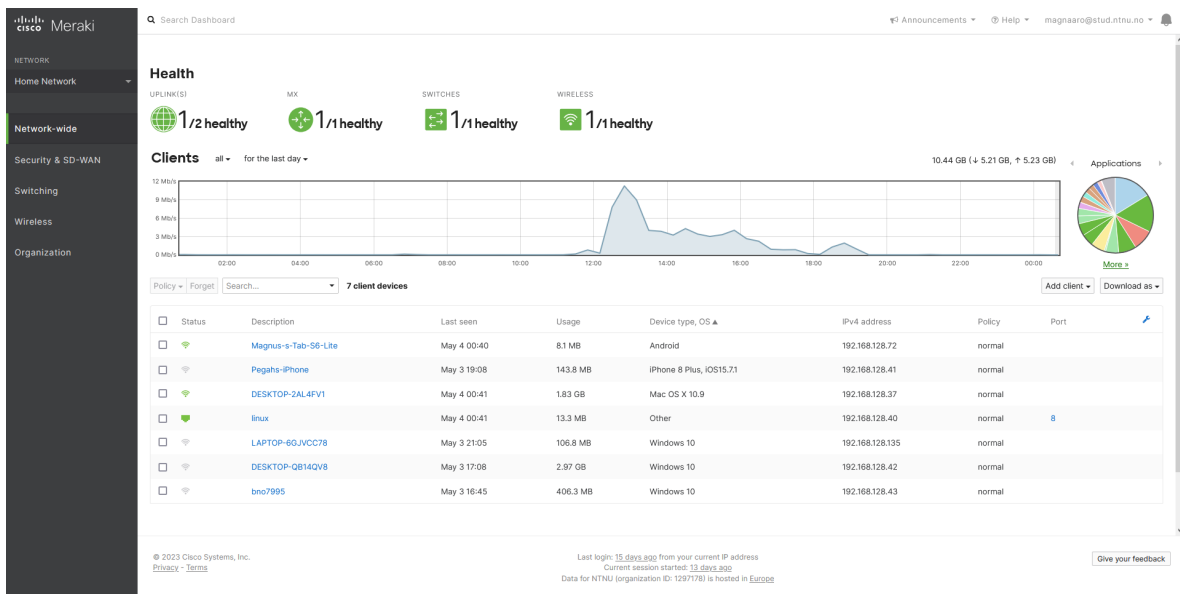 CISCO Meraki
Search Dashboard
Announcements
Help
magnaaro@stud.ntnu.no
NETWORK
Home Network
Network-wide
Security & SD-WAN
Switching
Wireless
Organization
Health
UPLINK(S) MX SWITCHES WIRELESS
1/2 healthy 1/1 healthy 1/1 healthy 1/1 healthy
Clients all for the last day 10.44 GB (↓ 5.21 GB, ↑ 5.23 GB) Applications
12 Mb/s
9 Mb/s
6 Mb/s
3 Mb/s
0 Mb/s
02:00 04:00 06:00 08:00 10:00 12:00 14:00 16:00 18:00 20:00 22:00 00:00
More »
Policy Forget Search... 7 client devices Add client Download as
Status Description Last seen Usage Device type, OS ▲ IPv4 address Policy Port
Magnus-s-Tab-S6-Lite May 4 00:40 8.1 MB Android 192.168.128.72 normal
Pegahs-iPhone May 3 19:08 143.8 MB iPhone 8 Plus, iOS15.7.1 192.168.128.41 normal
DESKTOP-2AL4FV1 May 4 00:41 1.83 GB Mac OS X 10.9 192.168.128.37 normal
linux May 4 00:41 13.3 MB Other 192.168.128.40 normal 8
LAPTOP-6GJVCC78 May 3 21:05 106.8 MB Windows 10 192.168.128.135 normal
DESKTOP-QB14QV8 May 3 17:08 2.97 GB Windows 10 192.168.128.42 normal
bno7995 May 3 16:45 406.3 MB Windows 10 192.168.128.43 normal
© 2023 Cisco Systems, Inc.
Privacy - Terms
Last login: 15 days ago from your current IP address
Current session started: 13 days ago
Data for NTNU (organization ID: 1297178) is hosted in Europe
Give your feedback